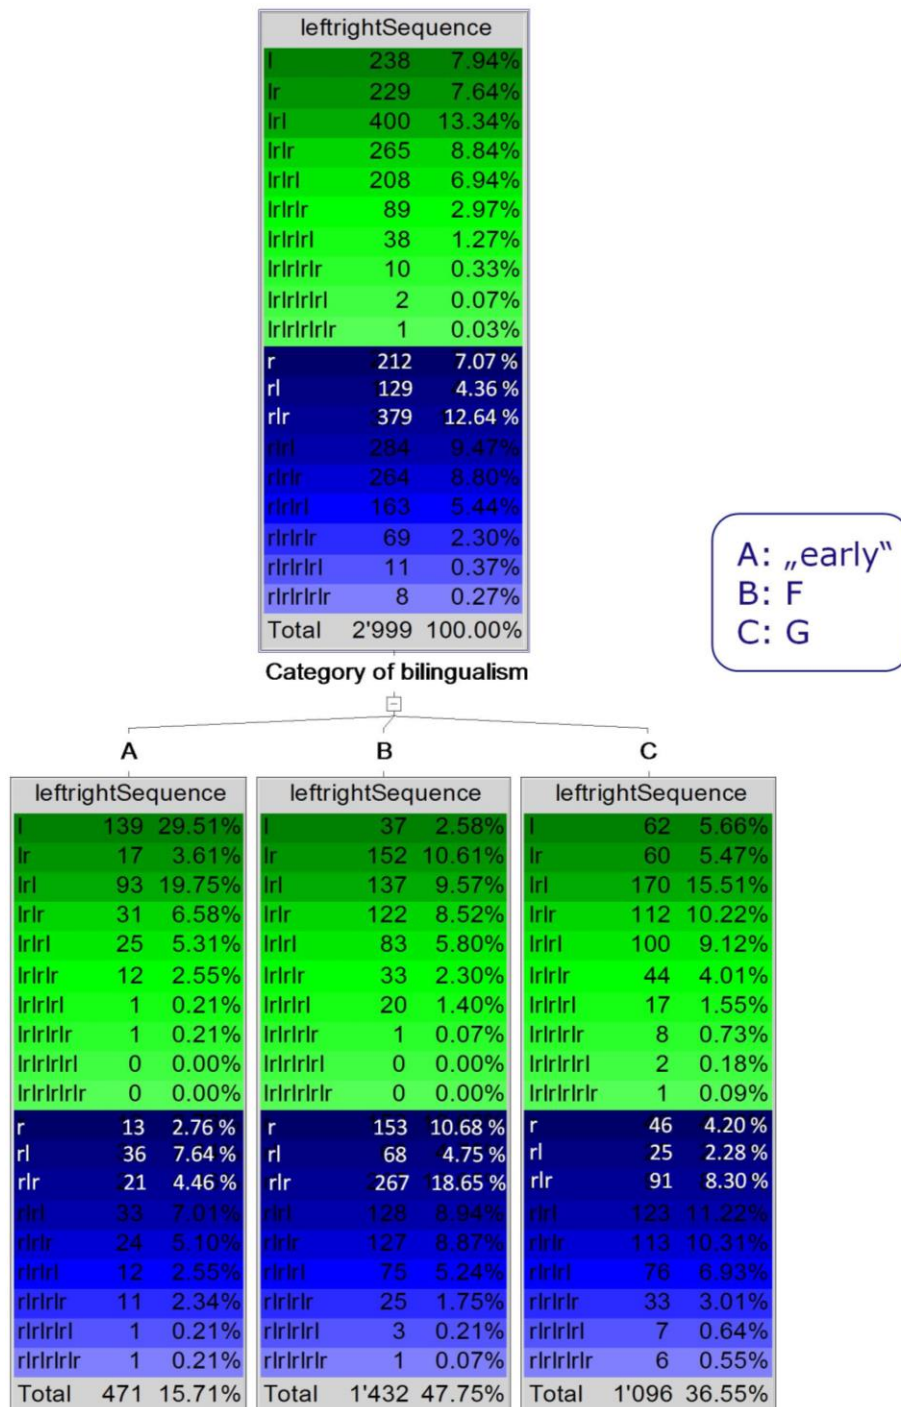 leftrightSequence
l 238 7.94%
lr 229 7.64%
lrl 400 13.34%
lrlr 265 8.84%
lrlrl 208 6.94%
lrlrlr 89 2.97%
lrlrlrl 38 1.27%
lrlrlrlr 10 0.33%
lrlrlrlrl 2 0.07%
lrlrlrlrlr 1 0.03%
r 212 7.07 %
rl 129 4.36 %
rlr 379 12.64 %
rlrl 284 9.47%
rlrlr 264 8.80%
rlrlrl 163 5.44%
rlrlrlr 69 2.30%
rlrlrlrl 11 0.37%
rlrlrlrlr 8 0.27%
Total 2'999 100.00%
A: „early“
B: F
C: G
Category of bilingualism
A
leftrightSequence
l 139 29.51%
lr 17 3.61%
lrl 93 19.75%
lrlr 31 6.58%
lrlrl 25 5.31%
lrlrlr 12 2.55%
lrlrlrl 1 0.21%
lrlrlrlr 1 0.21%
lrlrlrlrl 0 0.00%
lrlrlrlrlr 0 0.00%
r 13 2.76 %
rl 36 7.64 %
rlr 21 4.46 %
rlrl 33 7.01%
rlrlr 24 5.10%
rlrlrl 12 2.55%
rlrlrlr 11 2.34%
rlrlrlrl 1 0.21%
rlrlrlrlr 1 0.21%
Total 471 15.71%
B
leftrightSequence
l 37 2.58%
lr 152 10.61%
lrl 137 9.57%
lrlr 122 8.52%
lrlrl 83 5.80%
lrlrlr 33 2.30%
lrlrlrl 20 1.40%
lrlrlrlr 1 0.07%
lrlrlrlrl 0 0.00%
lrlrlrlrlr 0 0.00%
r 153 10.68 %
rl 68 4.75 %
rlr 267 18.65 %
rlrl 128 8.94%
rlrlr 127 8.87%
rlrlrl 75 5.24%
rlrlrlr 25 1.75%
rlrlrlrl 3 0.21%
rlrlrlrlr 1 0.07%
Total 1'432 47.75%
C
leftrightSequence
l 62 5.66%
lr 60 5.47%
lrl 170 15.51%
lrlr 112 10.22%
lrlrl 100 9.12%
lrlrlr 44 4.01%
lrlrlrl 17 1.55%
lrlrlrlr 8 0.73%
lrlrlrlrl 2 0.18%
lrlrlrlrlr 1 0.09%
r 46 4.20 %
rl 25 2.28 %
rlr 91 8.30 %
rlrl 123 11.22%
rlrlr 113 10.31%
rlrlrl 76 6.93%
rlrlrlr 33 3.01%
rlrlrlrl 7 0.64%
rlrlrlrlr 6 0.55%
Total 1'096 36.55%